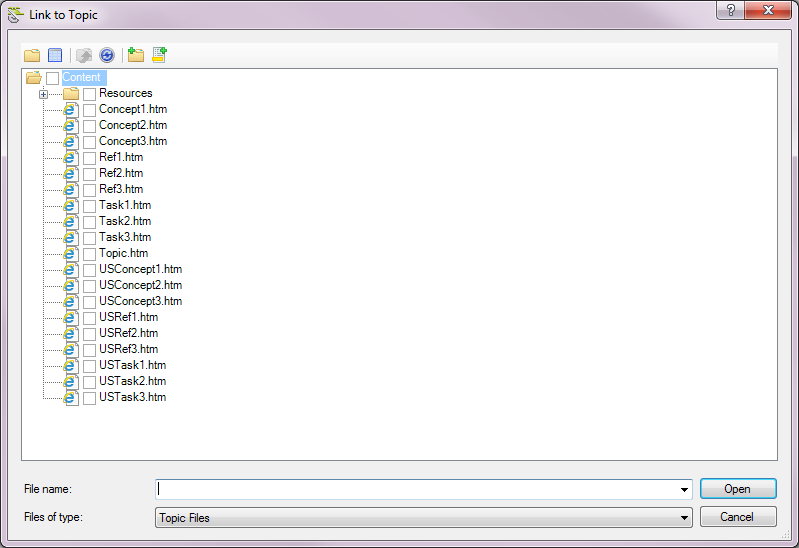 Link to Topic
?
Content
Resources
Concept1.htm
Concept2.htm
Concept3.htm
Ref1.htm
Ref2.htm
Ref3.htm
Task1.htm
Task2.htm
Task3.htm
Topic.htm
USConcept1.htm
USConcept2.htm
USConcept3.htm
USRef1.htm
USRef2.htm
USRef3.htm
USTask1.htm
USTask2.htm
USTask3.htm
File name:
Open
Files of type:
Topic Files
Cancel